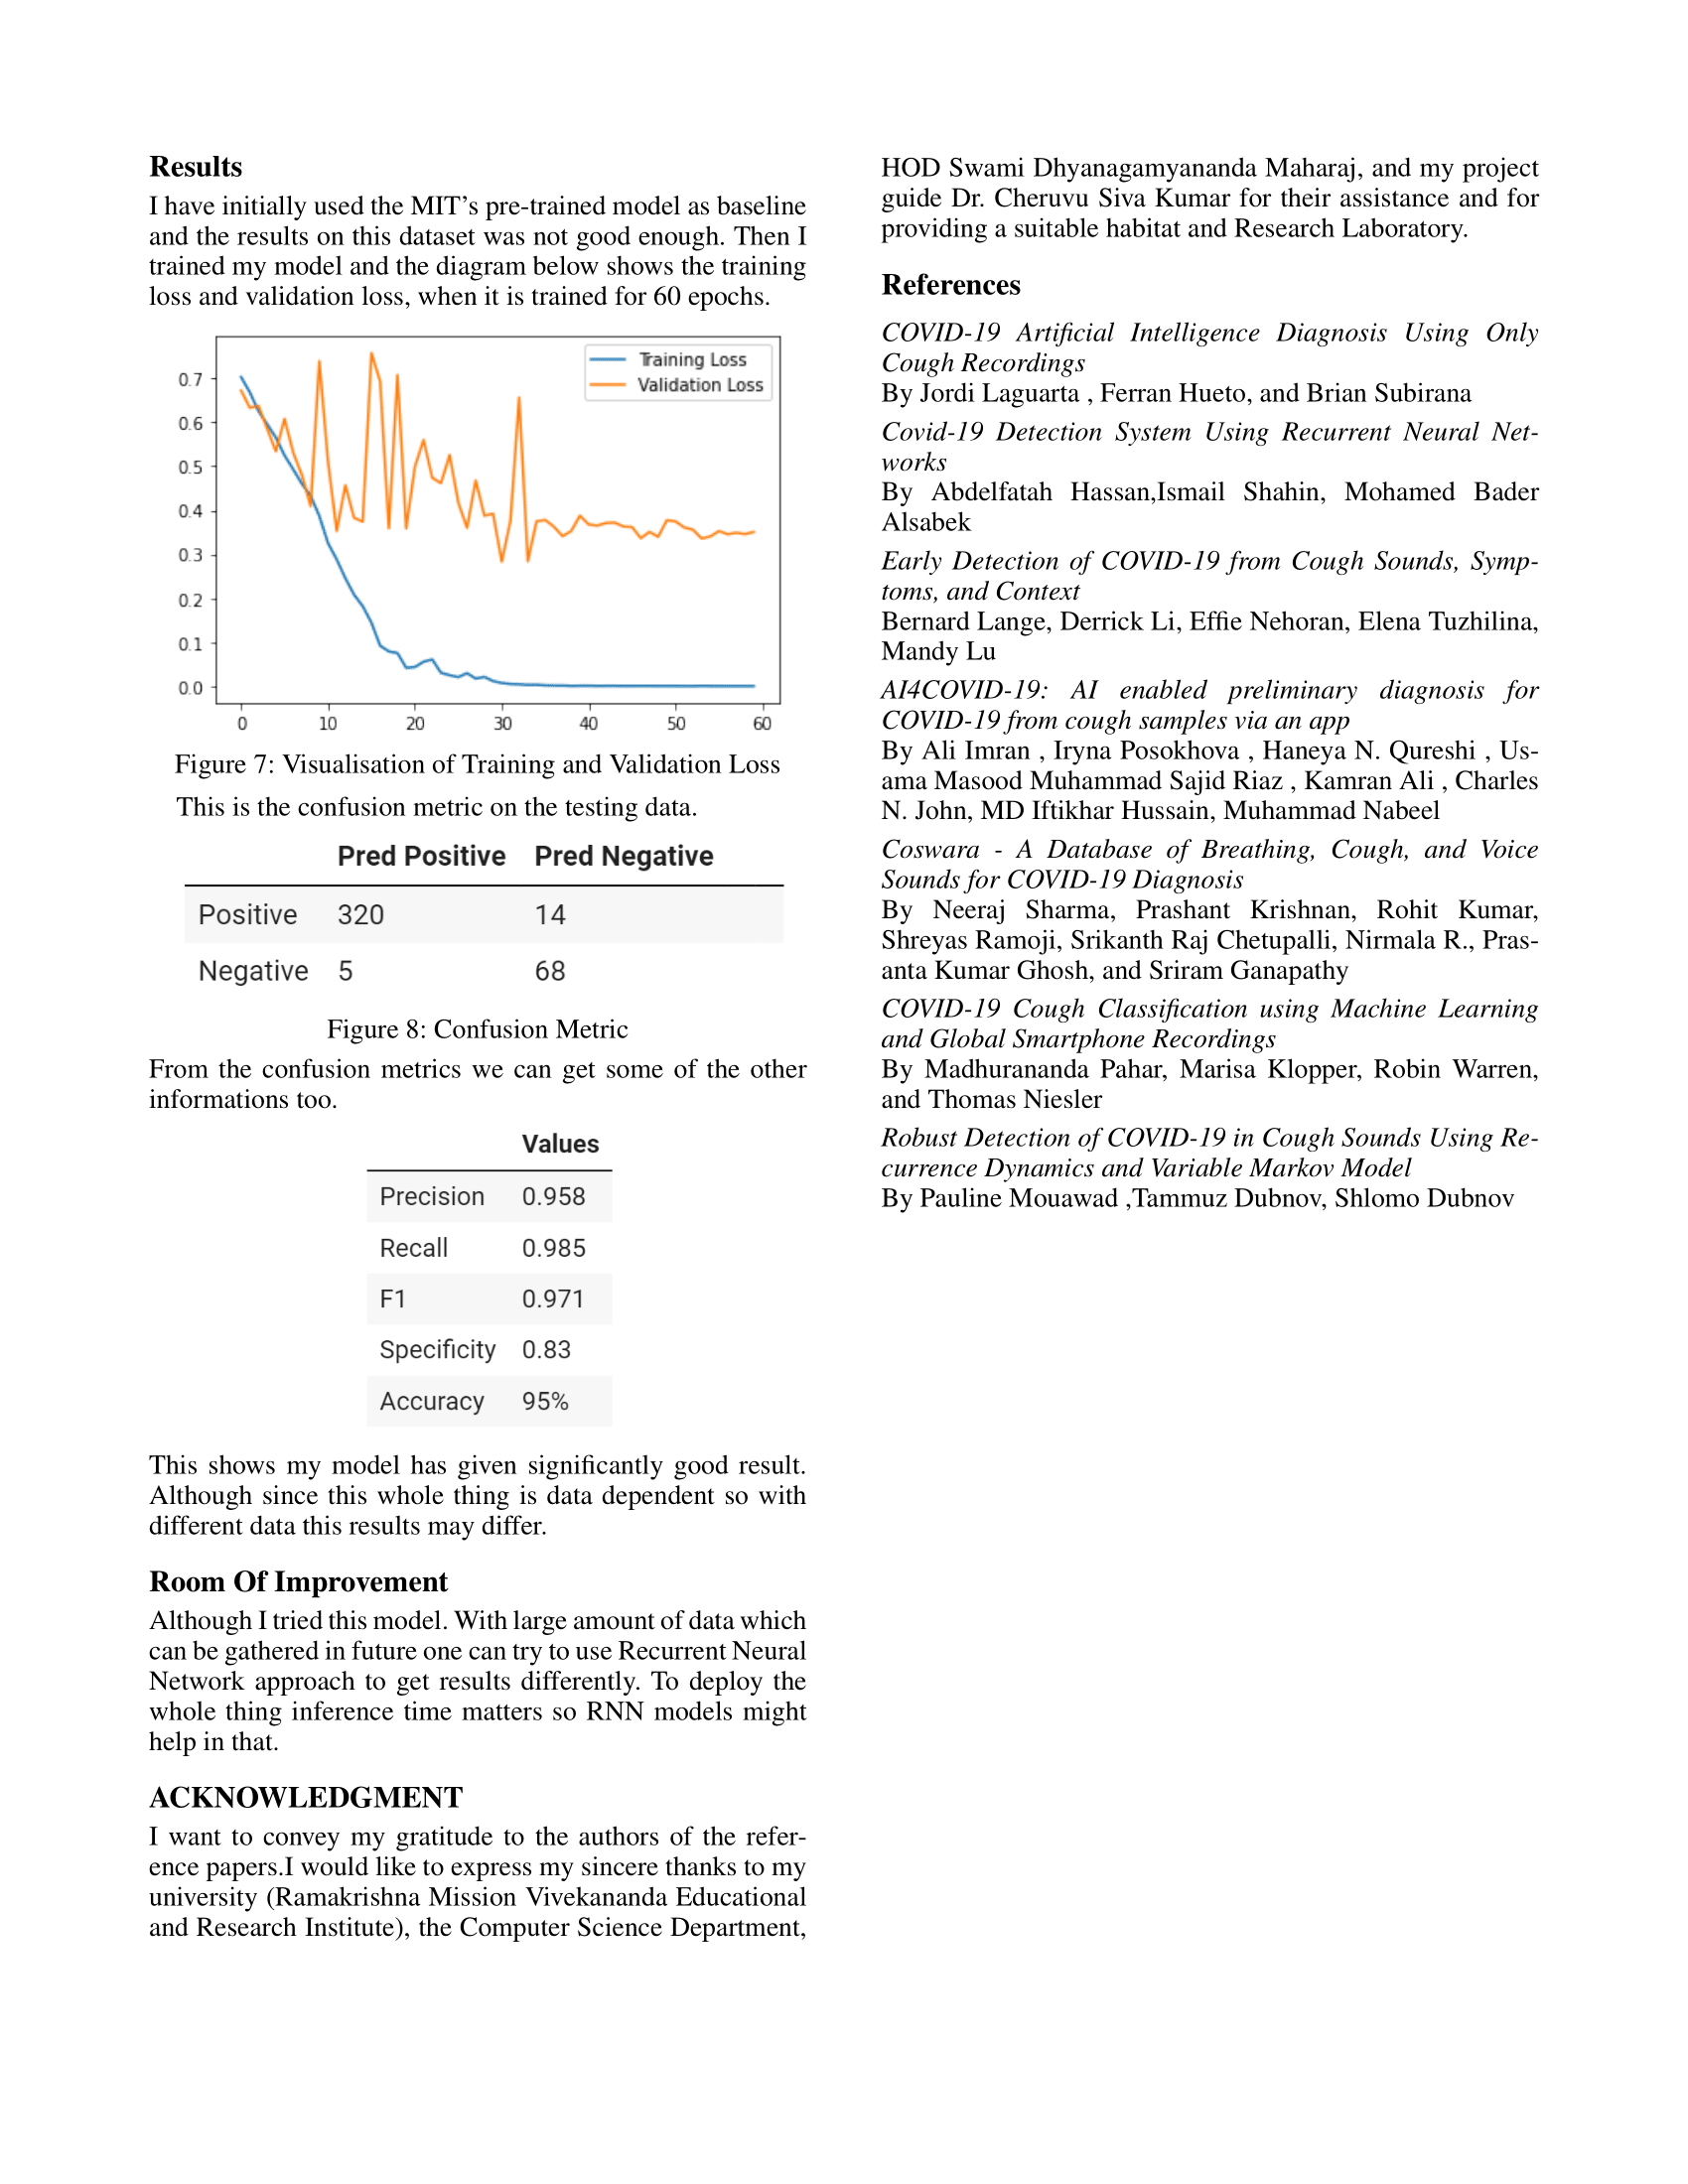 Results
I have initially used the MIT's pre-trained model as baseline
and the results on this dataset was not good enough. Then I
trained my model and the diagram below shows the training
loss and validation loss, when it is trained for 60 epochs.
Training Loss
Validation Loss
0.7
0.6
0.5
0.4
0.3
0.2
0.1
0.0
0 10 20 30 40 50 60
Figure 7: Visualisation of Training and Validation Loss
This is the confusion metric on the testing data.
Pred Positive Pred Negative
Positive 320 14
Negative 5 68
Figure 8: Confusion Metric
From the confusion metrics we can get some of the other
informations too.
Values
Precision 0.958
Recall 0.985
F1 0.971
Specificity 0.83
Accuracy 95%
This shows my model has given significantly good result.
Although since this whole thing is data dependent so with
different data this results may differ.
Room Of Improvement
Although I tried this model. With large amount of data which
can be gathered in future one can try to use Recurrent Neural
Network approach to get results differently. To deploy the
whole thing inference time matters so RNN models might
help in that.
ACKNOWLEDGMENT
I want to convey my gratitude to the authors of the refer-
ence papers.I would like to express my sincere thanks to my
university (Ramakrishna Mission Vivekananda Educational
and Research Institute), the Computer Science Department,
HOD Swami Dhyanagamyananda Maharaj, and my project
guide Dr. Cheruvu Siva Kumar for their assistance and for
providing a suitable habitat and Research Laboratory.
References
COVID-19 Artificial Intelligence Diagnosis Using Only
Cough Recordings
By Jordi Laguarta , Ferran Hueto, and Brian Subirana
Covid-19 Detection System Using Recurrent Neural Net-
works
By Abdelfatah Hassan,Ismail Shahin, Mohamed Bader
Alsabek
Early Detection of COVID-19 from Cough Sounds, Symp-
toms, and Context
Bernard Lange, Derrick Li, Effie Nehoran, Elena Tuzhilina,
Mandy Lu
AI4COVID-19: AI enabled preliminary diagnosis for
COVID-19 from cough samples via an app
By Ali Imran , Iryna Posokhova , Haneya N. Qureshi , Us-
ama Masood Muhammad Sajid Riaz , Kamran Ali , Charles
N. John, MD Iftikhar Hussain, Muhammad Nabeel
Coswara - A Database of Breathing, Cough, and Voice
Sounds for COVID-19 Diagnosis
By Neeraj Sharma, Prashant Krishnan, Rohit Kumar,
Shreyas Ramoji, Srikanth Raj Chetupalli, Nirmala R., Pras-
anta Kumar Ghosh, and Sriram Ganapathy
COVID-19 Cough Classification using Machine Learning
and Global Smartphone Recordings
By Madhurananda Pahar, Marisa Klopper, Robin Warren,
and Thomas Niesler
Robust Detection of COVID-19 in Cough Sounds Using Re-
currence Dynamics and Variable Markov Model
By Pauline Mouawad ,Tammuz Dubnov, Shlomo Dubnov